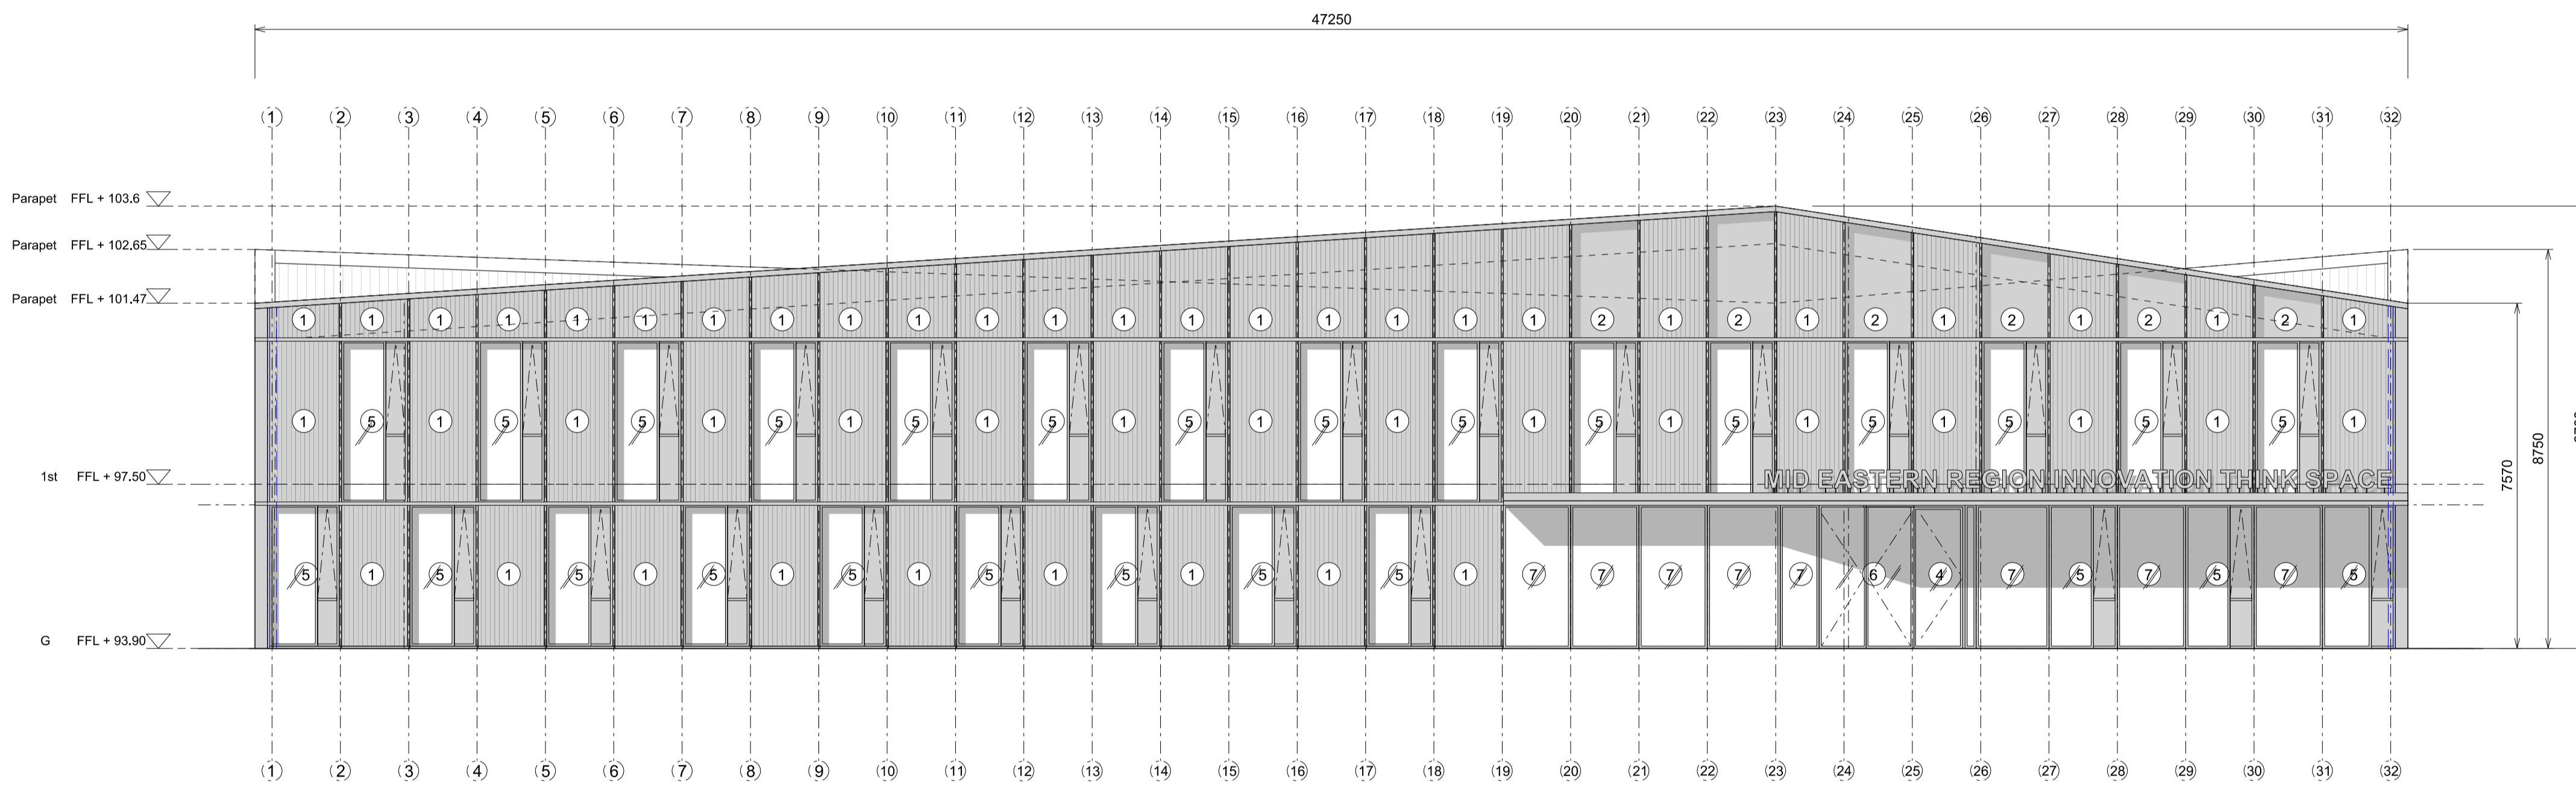 47250
1 2 3 4 5 6 7 8 9 10 11 12 13 14 15 16 17 18 19 20 21 22 23 24 25 26 27 28 29 30 31 32
Parapet FFL + 103.6
Parapet FFL + 102.65
Parapet FFL + 101.47
1 1 1 1 1 1 1 1 1 1 1 1 1 1 1 1 1 1 1 2 1 2 1 2 1 2 1 2 1 2 1
1 5 1 5 1 5 1 5 1 5 1 5 1 5 1 5 1 5 1 5 1 5 1 5 1 5 1 5 1 5 1
8750
7570
1st FFL + 97.50
MID EASTERN REGION INNOVATION THINK SPACE
5 1 5 1 5 1 5 1 5 1 5 1 5 1 5 1 5 1 7 7 7 7 7 6 4 7 5 7 5 7 5
G FFL + 93.90
1 2 3 4 5 6 7 8 9 10 11 12 13 14 15 16 17 18 19 20 21 22 23 24 25 26 27 28 29 30 31 32